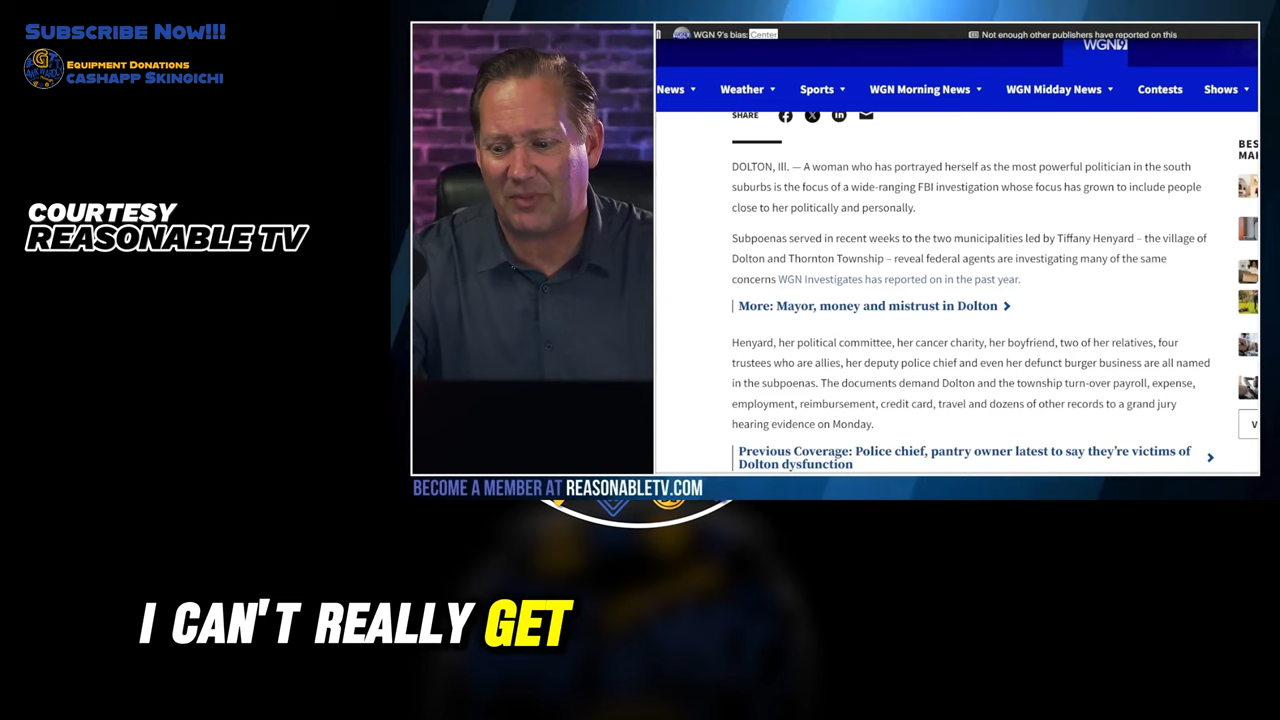 Subscribe Now!!!
Equipment Donations
CASHAPP SKINOICHI
COURTESY
REASONABLE TV
WGN 9's bias: Center
Not enough other publishers have reported on this
WGN9
News
Weather
Sports
WGN Morning News
WGN Midday News
Contests
Shows
SHARE
DOLTON, Ill. — A woman who has portrayed herself as the most powerful politician in the south
suburbs is the focus of a wide-ranging FBI investigation whose focus has grown to include people
close to her politically and personally.
Subpoenas served in recent weeks to the two municipalities led by Tiffany Henyard – the village of
Dolton and Thornton Township – reveal federal agents are investigating many of the same
concerns WGN Investigates has reported on in the past year.
More: Mayor, money and mistrust in Dolton
Henyard, her political committee, her cancer charity, her boyfriend, two of her relatives, four
trustees who are allies, her deputy police chief and even her defunct burger business are all named
in the subpoenas. The documents demand Dolton and the township turn-over payroll, expense,
employment, reimbursement, credit card, travel and dozens of other records to a grand jury
hearing evidence on Monday.
Previous Coverage: Police chief, pantry owner latest to say they're victims of
Dolton dysfunction
BES
MAI
V
BECOME A MEMBER AT REASONABLETV.COM
I CAN'T REALLY GET